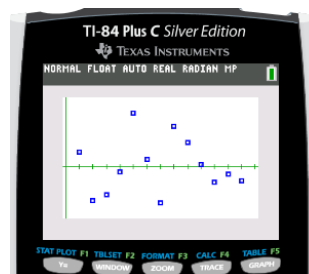 TI-84 Plus C Silver Edition
TEXAS INSTRUMENTS
NORMAL FLOAT AUTO REAL RADIAN MP
STAT PLOT F1 TBLSET F2 FORMAT F3 CALC F4 TABLE F5
Y= WINDOW ZOOM TRACE GRAPH